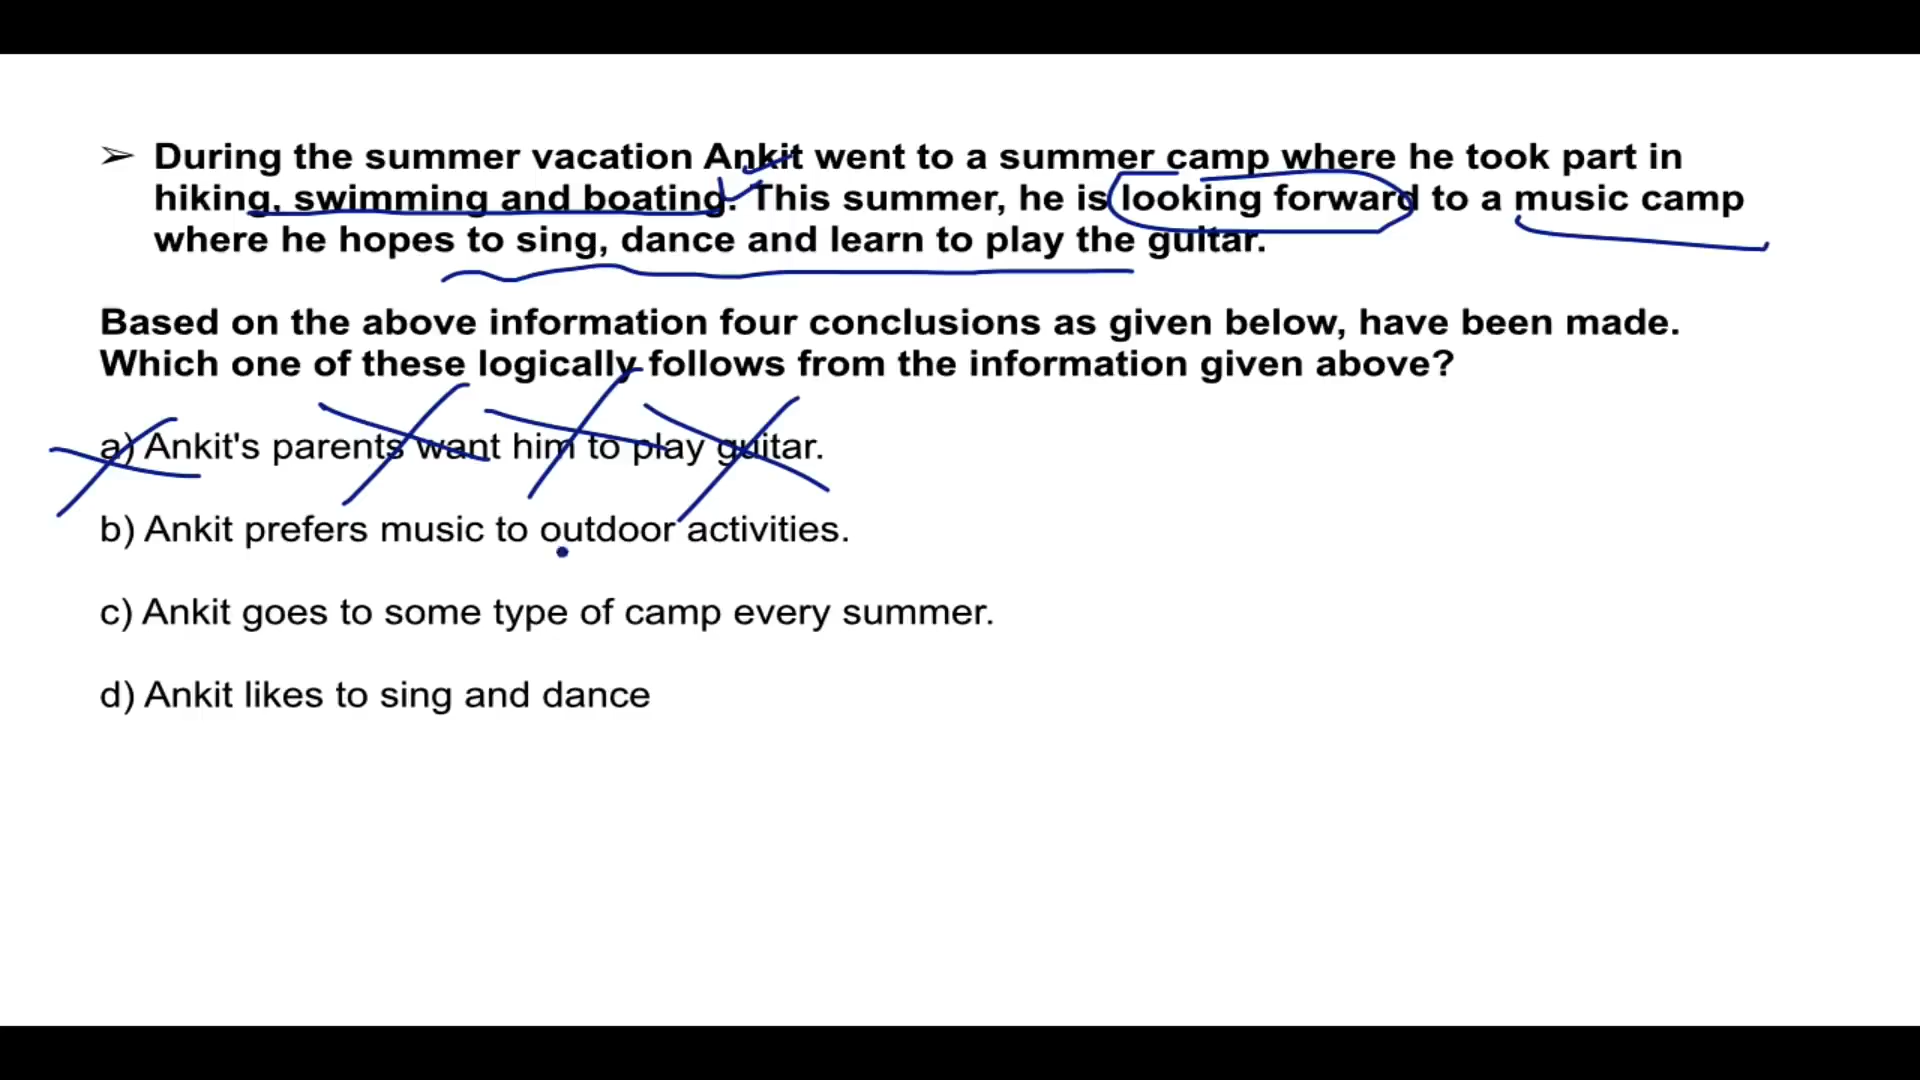 ➢ During the summer vacation Ankit went to a summer camp where he took part in
hiking, swimming and boating. This summer, he is looking forward to a music camp
where he hopes to sing, dance and learn to play the guitar.
Based on the above information four conclusions as given below, have been made.
Which one of these logically follows from the information given above?
a) Ankit's parents want him to play guitar.
b) Ankit prefers music to outdoor activities.
c) Ankit goes to some type of camp every summer.
d) Ankit likes to sing and dance